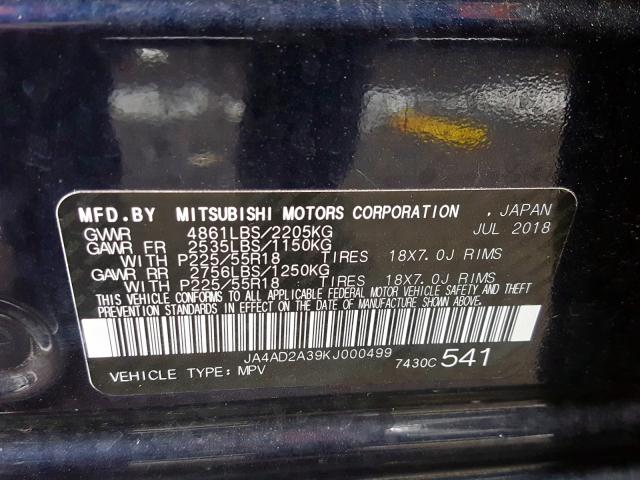 MFD.BY MITSUBISHI MOTORS CORPORATION , JAPAN
GVWR 4861LBS/2205KG JUL 2018
GAWR FR 2535LBS/1150KG
WITH P225/55R18 TIRES 18X7.0J RIMS
GAWR RR 2756LBS/1250KG
WITH P225/55R18 TIRES 18X7.0J RIMS
THIS VEHICLE CONFORMS TO ALL APPLICABLE FEDERAL MOTOR VEHICLE SAFETY AND THEFT
PREVENTION STANDARDS IN EFFECT ON THE DATE OF MANUFACTURE SHOWN ABOVE.
JA4AD2A39KJ000499
VEHICLE TYPE: MPV 7430C 541